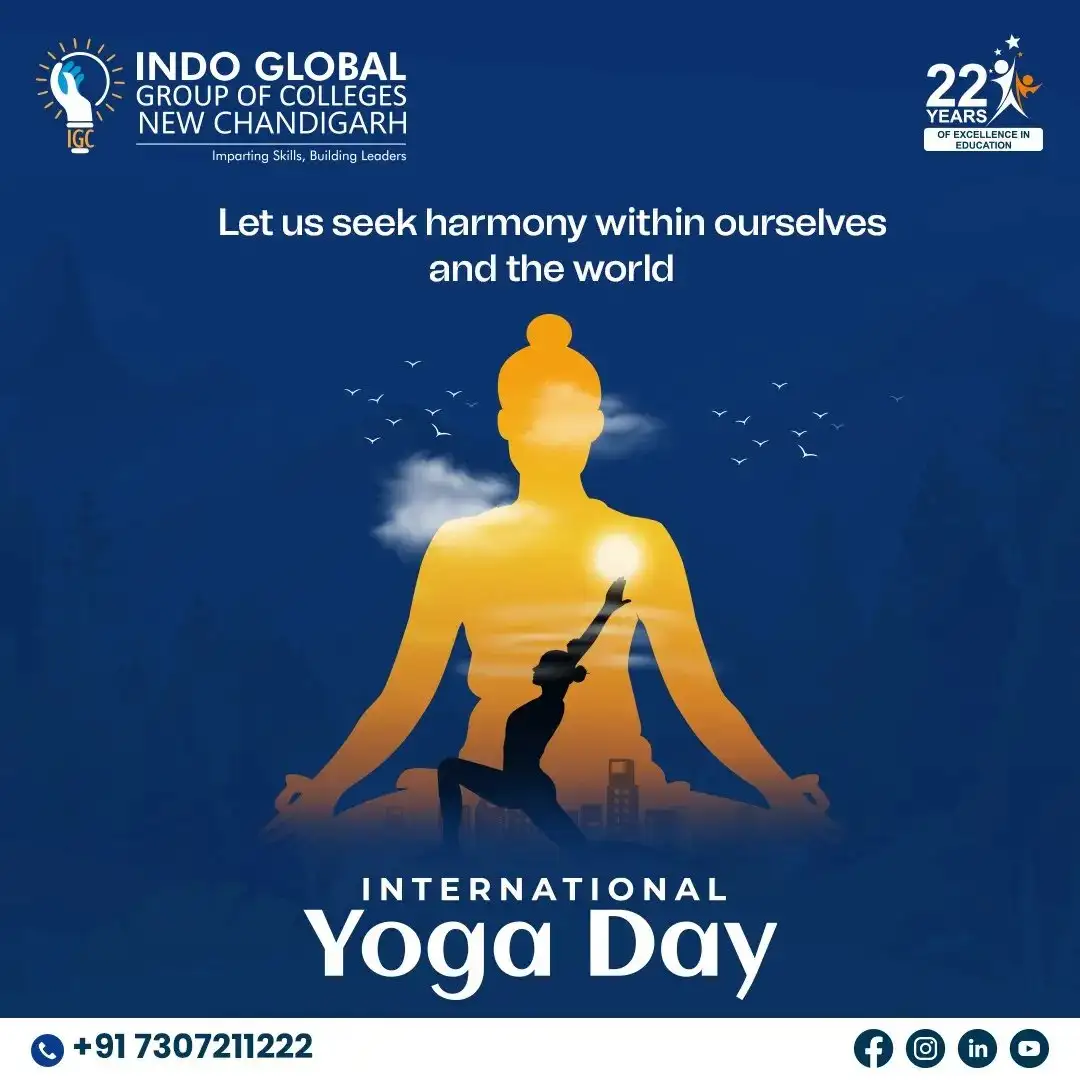 INDO GLOBAL
GROUP OF COLLEGES
NEW CHANDIGARH
Imparting Skills, Building Leaders
IGC
22
YEARS
OF EXCELLENCE IN
EDUCATION
Let us seek harmony within ourselves
and the world
INTERNATIONAL
Yoga Day
+91 7307211222